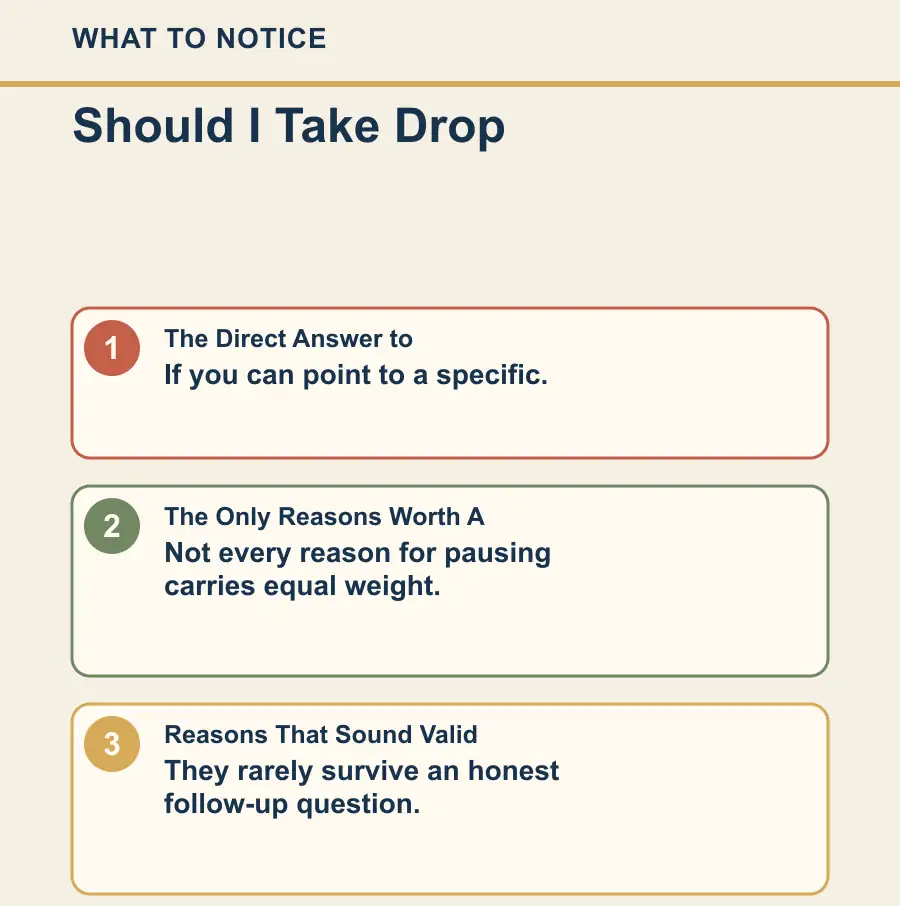 WHAT TO NOTICE
Should I Take Drop
1
The Direct Answer to
If you can point to a specific.
2
The Only Reasons Worth A
Not every reason for pausing
carries equal weight.
3
Reasons That Sound Valid
They rarely survive an honest
follow-up question.